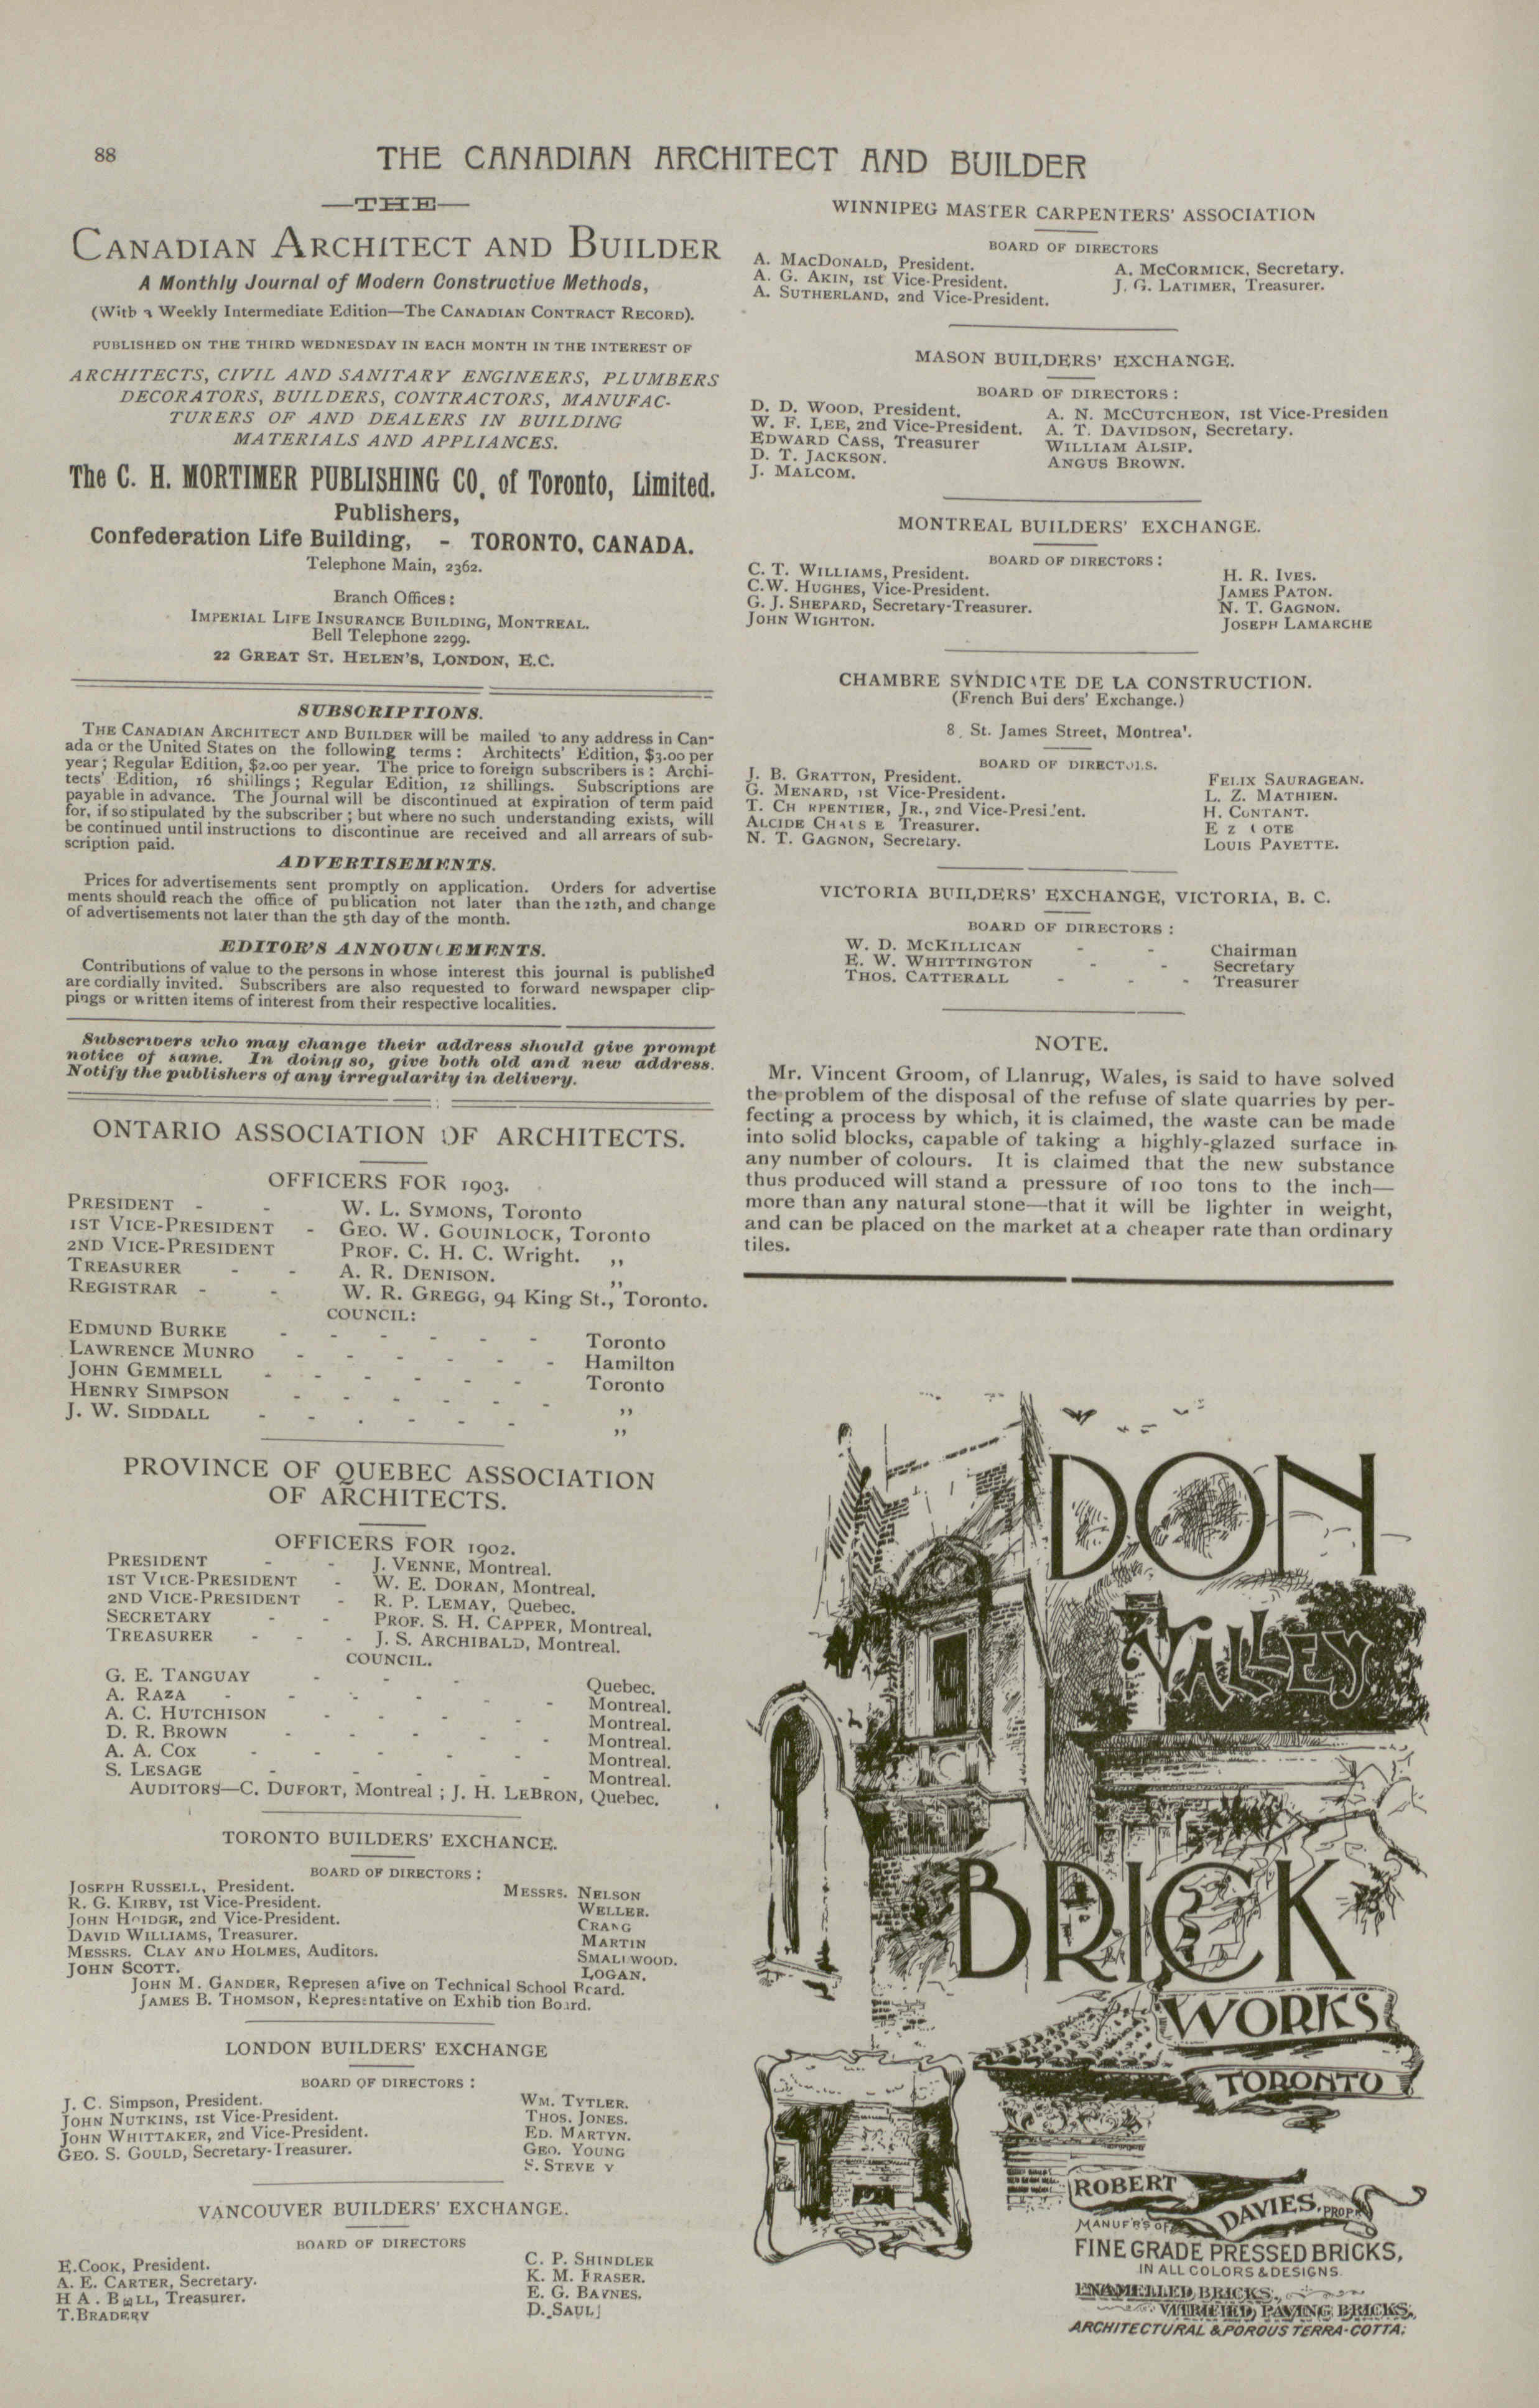 88
THE CANADIAN ARCHITECT AND BUILDER
—THE—
CANADIAN ARCHITECT AND BUILDER
A Monthly Journal of Modern Constructive Methods,
(With a Weekly Intermediate Edition—The CANADIAN CONTRACT RECORD).
PUBLISHED ON THE THIRD WEDNESDAY IN EACH MONTH IN THE INTEREST OF
ARCHITECTS, CIVIL AND SANITARY ENGINEERS, PLUMBERS
DECORATORS, BUILDERS, CONTRACTORS, MANUFAC-
TURERS OF AND DEALERS IN BUILDING
MATERIALS AND APPLIANCES.
The C. H. MORTIMER PUBLISHING CO. of Toronto, Limited.
Publishers,
Confederation Life Building, - TORONTO, CANADA.
Telephone Main, 2362.
Branch Offices:
IMPERIAL LIFE INSURANCE BUILDING, MONTREAL.
Bell Telephone 2299.
22 GREAT ST. HELEN'S, LONDON, E.C.
SUBSCRIPTIONS.
THE CANADIAN ARCHITECT AND BUILDER will be mailed to any address in Can-
ada or the United States on the following terms: Architects' Edition, $3.00 per
year; Regular Edition, $2.00 per year. The price to foreign subscribers is: Archi-
tects' Edition, 16 shillings; Regular Edition, 12 shillings. Subscriptions are
payable in advance. The Journal will be discontinued at expiration of term paid
for, if so stipulated by the subscriber; but where no such understanding exists, will
be continued until instructions to discontinue are received and all arrears of sub-
scription paid.
ADVERTISEMENTS.
Prices for advertisements sent promptly on application. Orders for advertise
ments should reach the office of publication not later than the 12th, and change
of advertisements not later than the 5th day of the month.
EDITOR'S ANNOUNCEMENTS.
Contributions of value to the persons in whose interest this journal is published
are cordially invited. Subscribers are also requested to forward newspaper clip-
pings or written items of interest from their respective localities.
Subscribers who may change their address should give prompt
notice of same. In doing so, give both old and new address.
Notify the publishers of any irregularity in delivery.
ONTARIO ASSOCIATION OF ARCHITECTS.
OFFICERS FOR 1903.
PRESIDENT - - W. L. SYMONS, Toronto
1ST VICE-PRESIDENT - GEO. W. GOUINLOCK, Toronto
2ND VICE-PRESIDENT PROF. C. H. C. Wright. ,,
TREASURER - - A. R. DENISON. ,,
REGISTRAR - - W. R. GREGG, 94 King St., Toronto.
COUNCIL:
EDMUND BURKE - - - - - - Toronto
LAWRENCE MUNRO - - - - - - Hamilton
JOHN GEMMELL - - - - - - Toronto
HENRY SIMPSON - - - - - - ,,
J. W. SIDDALL - - - - - - ,,
PROVINCE OF QUEBEC ASSOCIATION
OF ARCHITECTS.
OFFICERS FOR 1902.
PRESIDENT - - J. VENNE, Montreal.
1ST VICE-PRESIDENT - W. E. DORAN, Montreal.
2ND VICE-PRESIDENT - R. P. LEMAY, Quebec.
SECRETARY - - PROF. S. H. CAPPER, Montreal.
TREASURER - - - J. S. ARCHIBALD, Montreal.
COUNCIL.
G. E. TANGUAY - - - Quebec.
A. RAZA - - - - - - Montreal.
A. C. HUTCHISON - - - - Montreal.
D. R. BROWN - - - - - Montreal.
A. A. COX - - - - - Montreal.
S. LESAGE - - - - - Montreal.
AUDITORS—C. DUFORT, Montreal; J. H. LEBRON, Quebec.
TORONTO BUILDERS' EXCHANGE.
BOARD OF DIRECTORS:
JOSEPH RUSSELL, President. MESSRS. NELSON
R. G. KIRBY, 1st Vice-President. WELLER.
JOHN HOIDGE, 2nd Vice-President. CRANG
DAVID WILLIAMS, Treasurer. MARTIN
MESSRS. CLAY AND HOLMES, Auditors. SMALLWOOD.
JOHN SCOTT. LOGAN.
JOHN M. GANDER, Represen ative on Technical School Board.
JAMES B. THOMSON, Representative on Exhib tion Board.
LONDON BUILDERS' EXCHANGE
BOARD OF DIRECTORS:
J. C. Simpson, President. WM. TYTLER.
JOHN NUTKINS, 1st Vice-President. THOS. JONES.
JOHN WHITTAKER, 2nd Vice-President. ED. MARTYN.
GEO. S. GOULD, Secretary-Treasurer. GEO. YOUNG
S. STEVE Y
VANCOUVER BUILDERS' EXCHANGE.
BOARD OF DIRECTORS
E. COOK, President. C. P. SHINDLER
A. E. CARTER, Secretary. K. M. FRASER.
H A. BELL, Treasurer. E. G. BAYNES.
T. BRADERY D. SAUL
WINNIPEG MASTER CARPENTERS' ASSOCIATION
BOARD OF DIRECTORS
A. MACDONALD, President. A. MCCORMICK, Secretary.
A. G. AKIN, 1st Vice-President. J. G. LATIMER, Treasurer.
A. SUTHERLAND, 2nd Vice-President.
MASON BUILDERS' EXCHANGE.
BOARD OF DIRECTORS:
D. D. WOOD, President. A. N. MCCUTCHEON, 1st Vice-Presiden
W. F. LEE, 2nd Vice-President. A. T. DAVIDSON, Secretary.
EDWARD CASS, Treasurer WILLIAM ALSIP.
D. T. JACKSON. ANGUS BROWN.
J. MALCOM.
MONTREAL BUILDERS' EXCHANGE.
BOARD OF DIRECTORS:
C. T. WILLIAMS, President. H. R. IVES.
C.W. HUGHES, Vice-President. JAMES PATON.
G. J. SHEPARD, Secretary-Treasurer. N. T. GAGNON.
JOHN WIGHTON. JOSEPH LAMARCHE
CHAMBRE SYNDICATE DE LA CONSTRUCTION.
(French Bui ders' Exchange.)
8 , St. James Street, Montreal.
BOARD OF DIRECTORS.
J. B. GRATTON, President. FELIX SAURAGEAN.
G. MENARD, 1st Vice-President. L. Z. MATHIEN.
T. CH RPENTIER, JR., 2nd Vice-President. H. CONTANT.
ALCIDE Treasurer. OTE
N. T. GAGNON, Secretary. LOUIS PAYETTE.
VICTORIA BUILDERS' EXCHANGE, VICTORIA, B. C.
BOARD OF DIRECTORS:
W. D. MCKILLICAN - - Chairman
E. W. WHITTINGTON - - Secretary
THOS. CATTERALL - - - Treasurer
NOTE.
Mr. Vincent Groom, of Llanrug, Wales, is said to have solved
the problem of the disposal of the refuse of slate quarries by per-
fecting a process by which, it is claimed, the waste can be made
into solid blocks, capable of taking a highly-glazed surface in
any number of colours. It is claimed that the new substance
thus produced will stand a pressure of 100 tons to the inch—
more than any natural stone—that it will be lighter in weight,
and can be placed on the market at a cheaper rate than ordinary
tiles.
DON
VALLEY
BRICK
WORKS
TORONTO
ROBERT
DAVIES, PROPR
MANUFRS OF
FINE GRADE PRESSED BRICKS,
IN ALL COLORS & DESIGNS
ENAMELLED BRICKS,
VITRIFIED PAVING BRICKS,
ARCHITECTURAL & POROUS TERRA-COTTA.